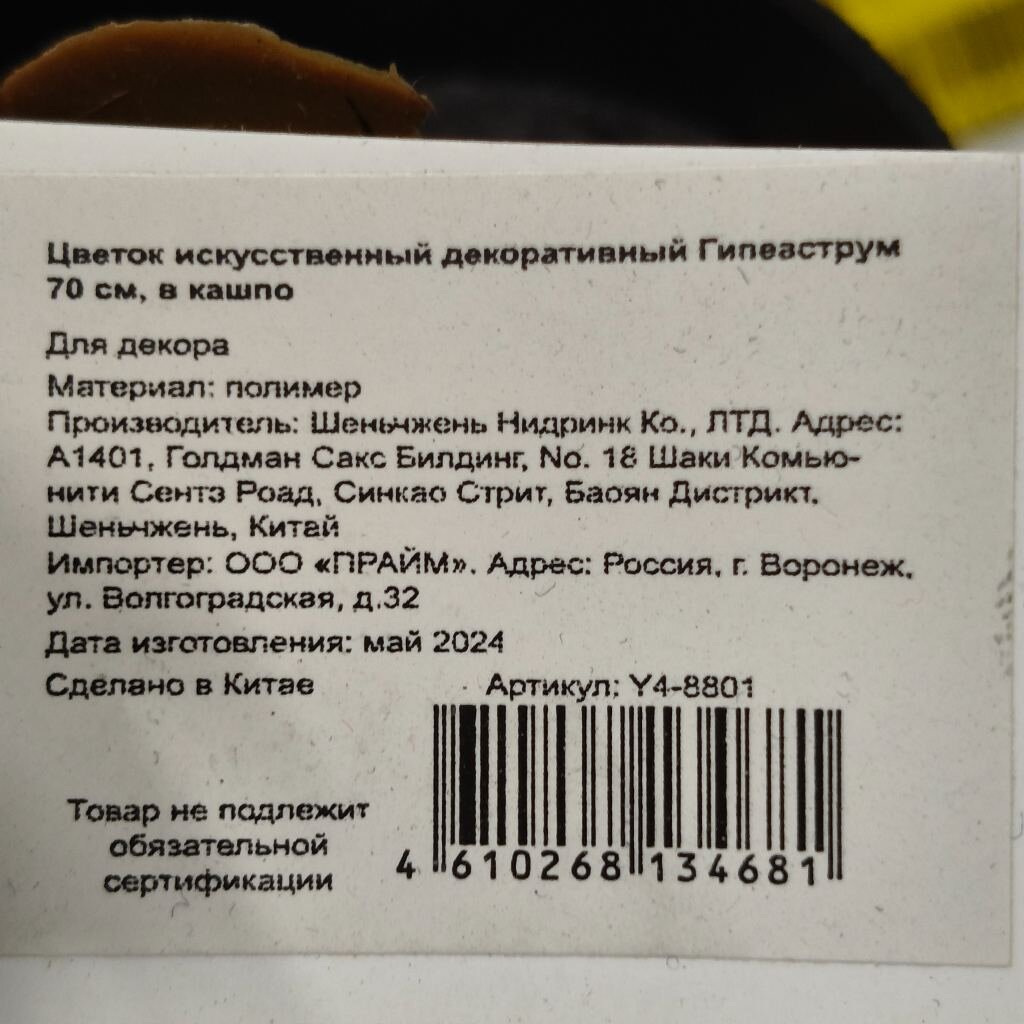 Цветок искусственный декоративный Гипеаструм
70 см, в кашпо
Для декора
Материал: полимер
Производитель: Шеньчжень Нидринк Ко., ЛТД. Адрес:
А1401, Голдман Сакс Билдинг, No. 18 Шаки Комью-
нити Сентэ Роад, Синкао Стрит, Баоян Дистрикт,
Шеньчжень, Китай
Импортер: ООО «ПРАЙМ». Адрес: Россия, г. Воронеж,
ул. Волгоградская, д.32
Дата изготовления: май 2024
Сделано в Китае
Артикул: Y4-8801
Товар не подлежит
обязательной
сертификации
4 610268 134681